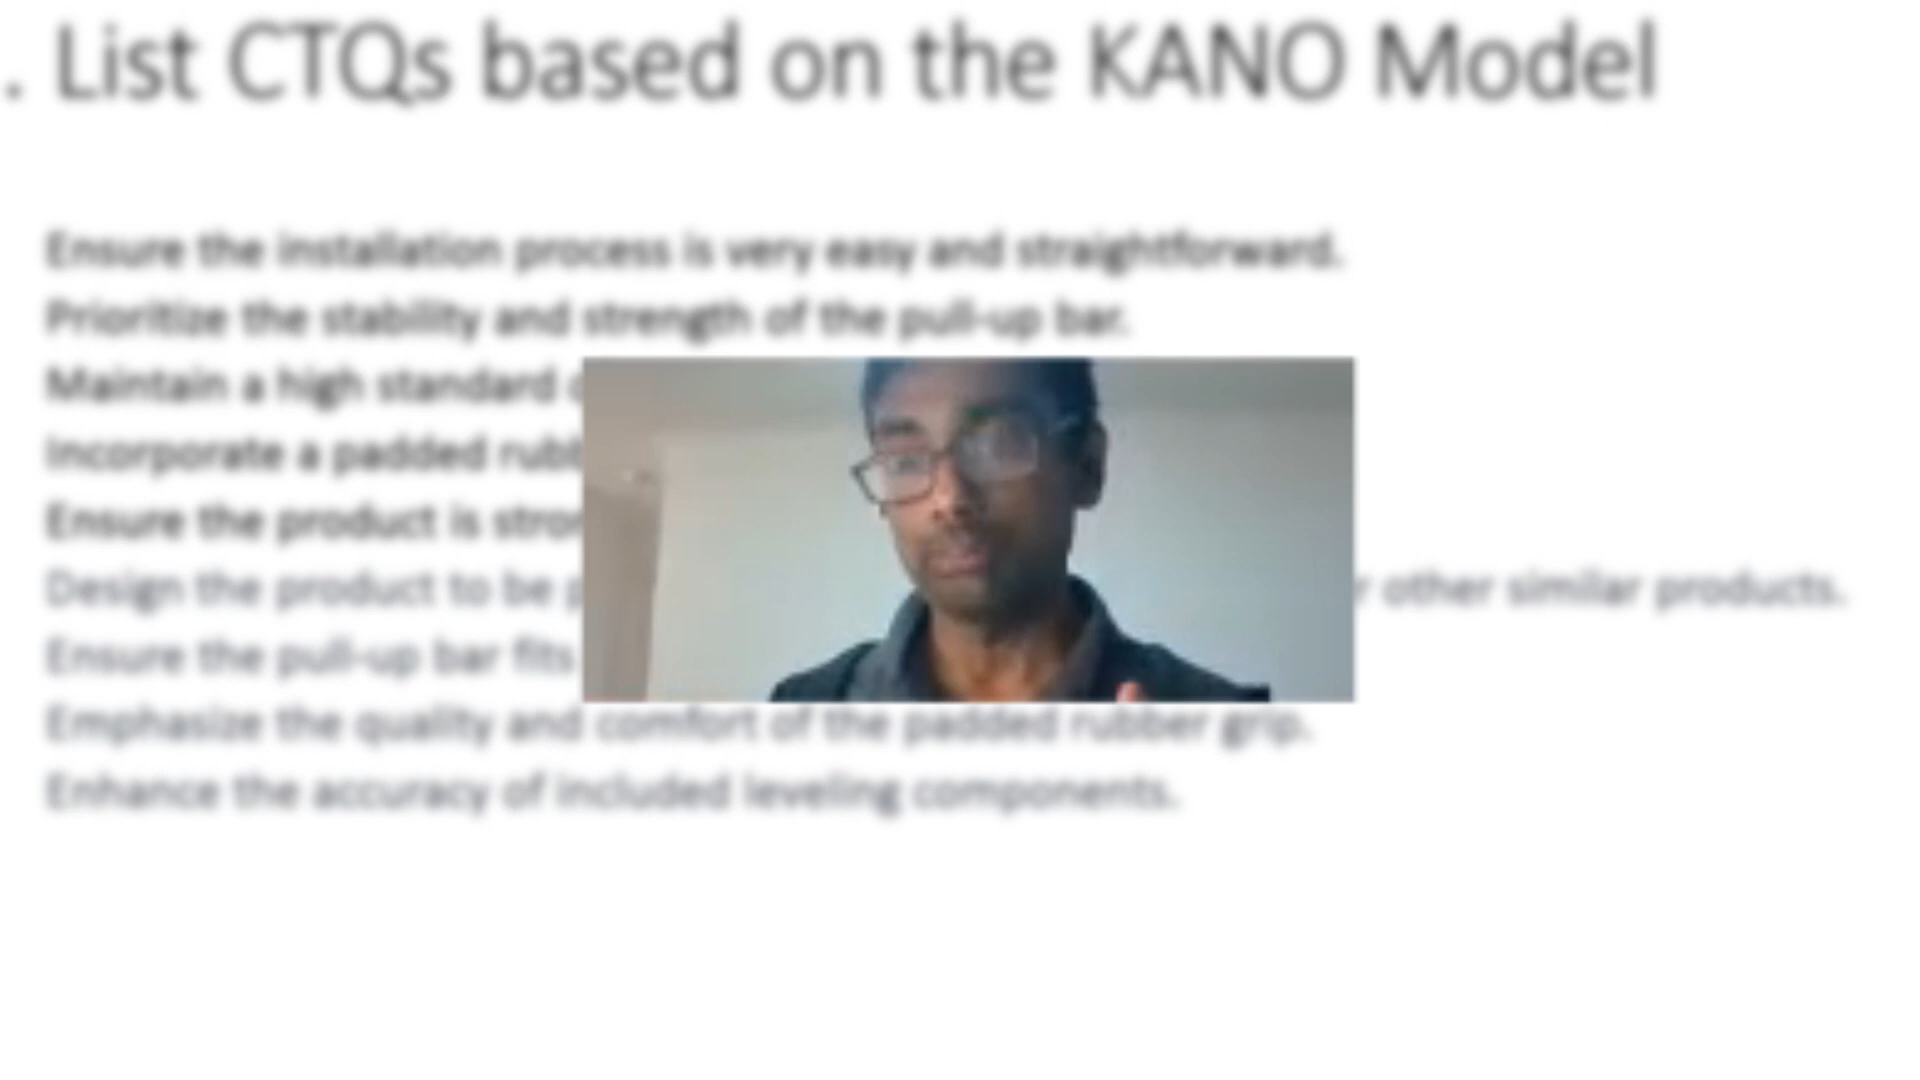 . List CTQs based on the KANO Model
Ensure the installation process is very easy and straightforward.
Prioritize the stability and strength of the pull-up bar.
Maintain a high standard
Incorporate a padded
Ensure the product is
Design the product to be other similar products.
Ensure the pull-up bar fits
Emphasize the quality and comfort of the padded rubber grip.
Enhance the accuracy of included leveling components.